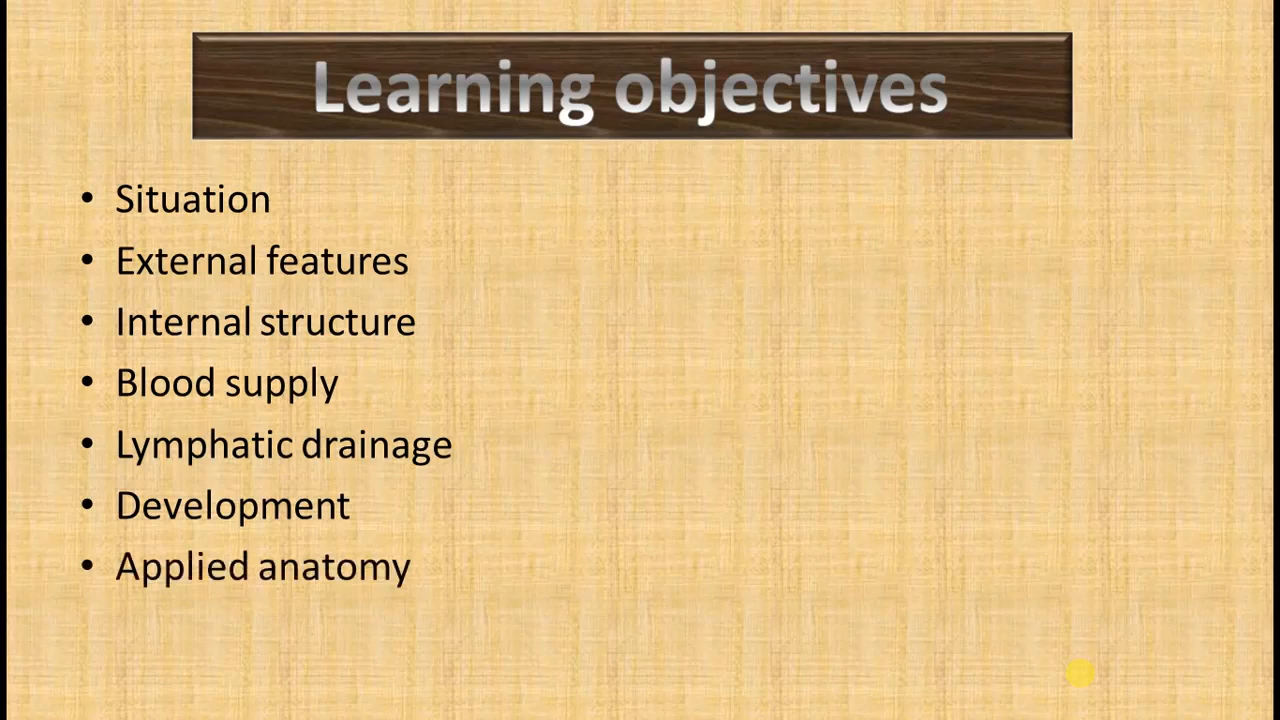 Learning objectives
• Situation
• External features
• Internal structure
• Blood supply
• Lymphatic drainage
• Development
• Applied anatomy